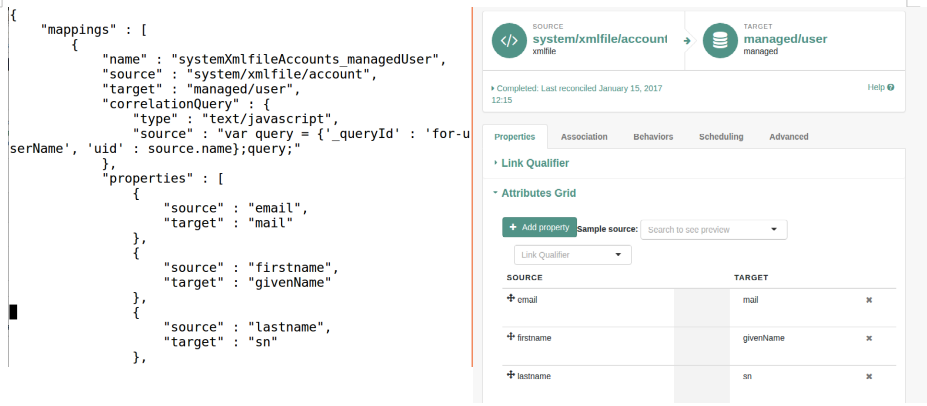 {
"mappings" : [
{
"name" : "systemXmlfileAccounts_managedUser",
"source" : "system/xmlfile/account",
"target" : "managed/user",
"correlationQuery" : {
"type" : "text/javascript",
"source" : "var query = {'_queryId' : 'for-u
serName', 'uid' : source.name};query;"
},
"properties" : [
{
"source" : "email",
"target" : "mail"
},
{
"source" : "firstname",
"target" : "givenName"
},
{
"source" : "lastname",
"target" : "sn"
},
SOURCE
system/xmlfile/account
xmlfile
TARGET
managed/user
managed
Completed: Last reconciled January 15, 2017
12:15
Help
Properties Association Behaviors Scheduling Advanced
Link Qualifier
Attributes Grid
Add property Sample source: Search to see preview
Link Qualifier
SOURCE TARGET
email mail
firstname givenName
lastname sn